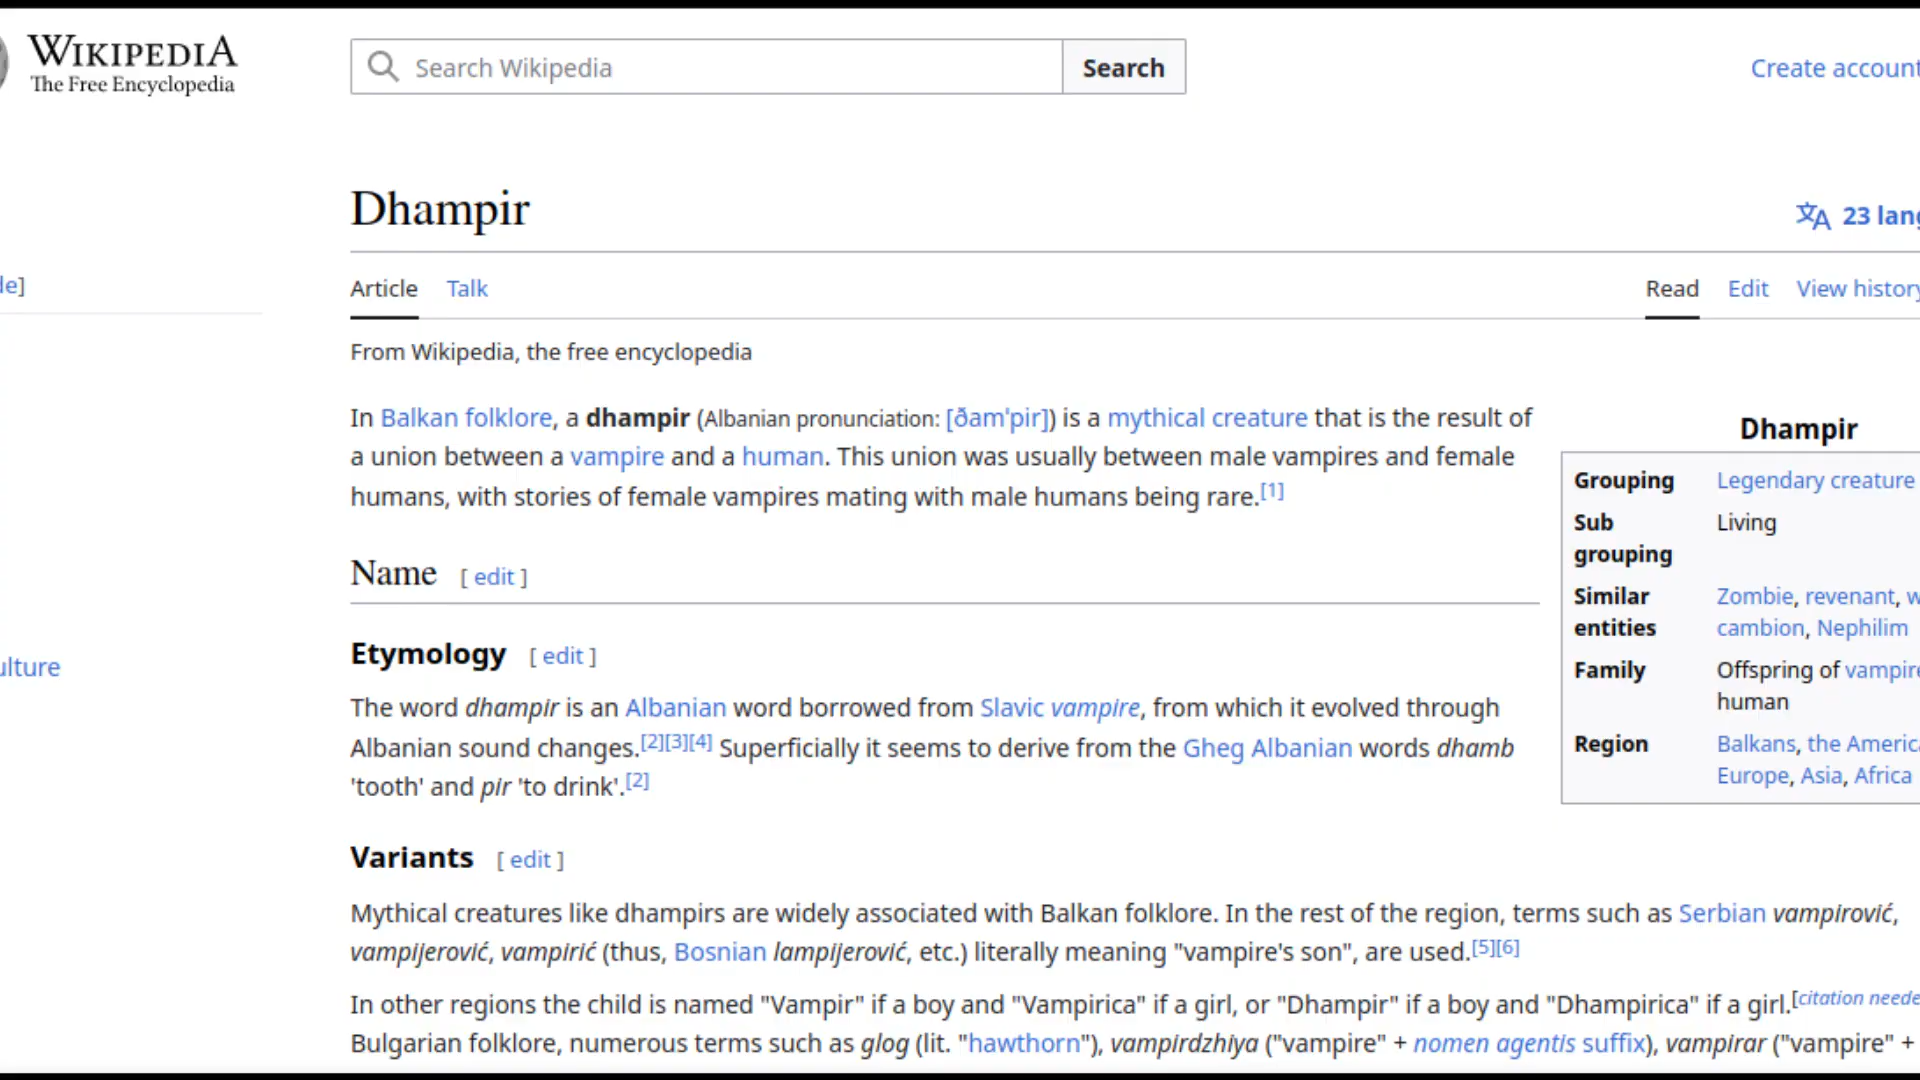 WIKIPEDIA
The Free Encyclopedia
Search Wikipedia
Search
Create account
Dhampir
23 lang
de]
Article Talk
Read Edit View history
From Wikipedia, the free encyclopedia
In Balkan folklore, a dhampir (Albanian pronunciation: [ðam'pir]) is a mythical creature that is the result of
a union between a vampire and a human. This union was usually between male vampires and female
humans, with stories of female vampires mating with male humans being rare.[1]
Name [ edit ]
Etymology [ edit ]
The word dhampir is an Albanian word borrowed from Slavic vampire, from which it evolved through
Albanian sound changes.[2][3][4] Superficially it seems to derive from the Gheg Albanian words dhamb
'tooth' and pir 'to drink'.[2]
Dhampir
Grouping Legendary creature
Sub Living
grouping
Similar Zombie, revenant, w
entities cambion, Nephilim
Family Offspring of vampire
human
Region Balkans, the America
Europe, Asia, Africa
ulture
Variants [ edit ]
Mythical creatures like dhampirs are widely associated with Balkan folklore. In the rest of the region, terms such as Serbian vampirović,
vampijerović, vampirić (thus, Bosnian lampijerović, etc.) literally meaning "vampire's son", are used.[5][6]
In other regions the child is named "Vampir" if a boy and "Vampirica" if a girl, or "Dhampir" if a boy and "Dhampirica" if a girl.[citation neede
Bulgarian folklore, numerous terms such as glog (lit. "hawthorn"), vampirdzhiya ("vampire" + nomen agentis suffix), vampirar ("vampire" +